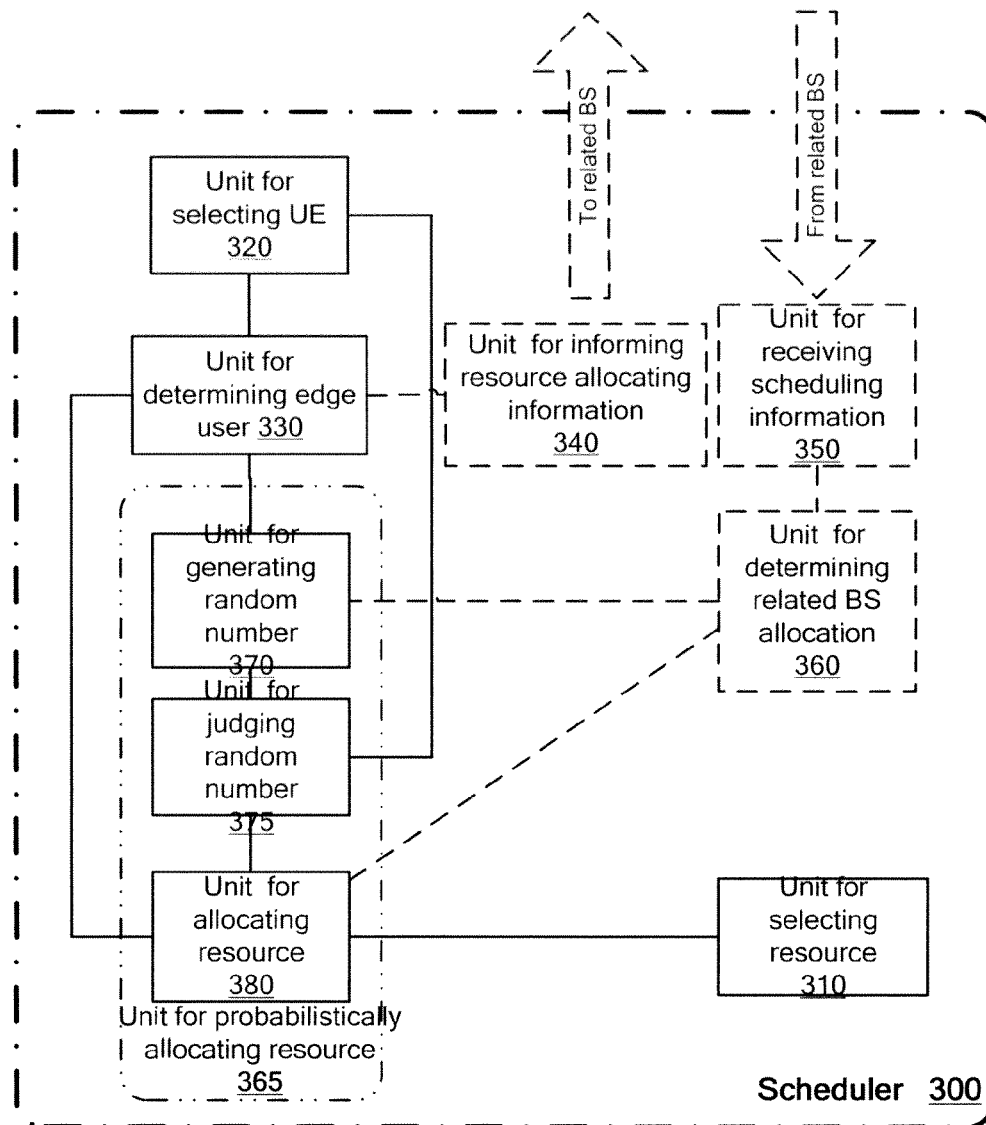 To related BS
From related BS
Unit for
selecting UE
320
Unit for
determining edge
user 330
Unit for informing
resource allocating
information
340
Unit for
receiving
scheduling
information
350
Unit for
generating
random
number
370
Unit for
determining
related BS
allocation
360
Unit for
judging
random
number
375
Unit for
allocating
resource
380
Unit for
selecting
resource
310
Unit for probabilistically
allocating resource
365
Scheduler 300